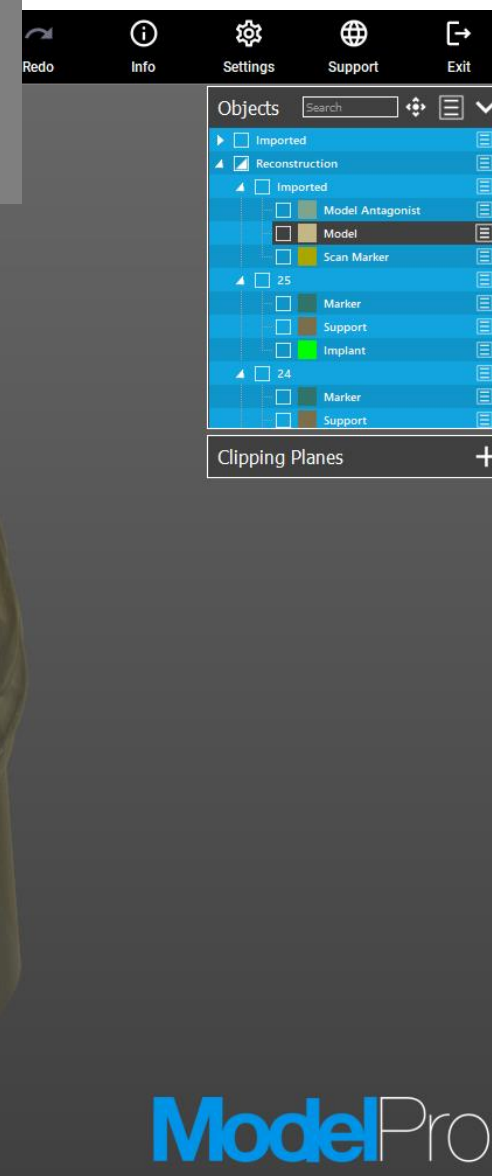 Redo Info Settings Support Exit
Objects Search
Imported
Reconstruction
Imported
Model Antagonist
Model
Scan Marker
25
Marker
Support
Implant
24
Marker
Support
Clipping Planes
ModelPro